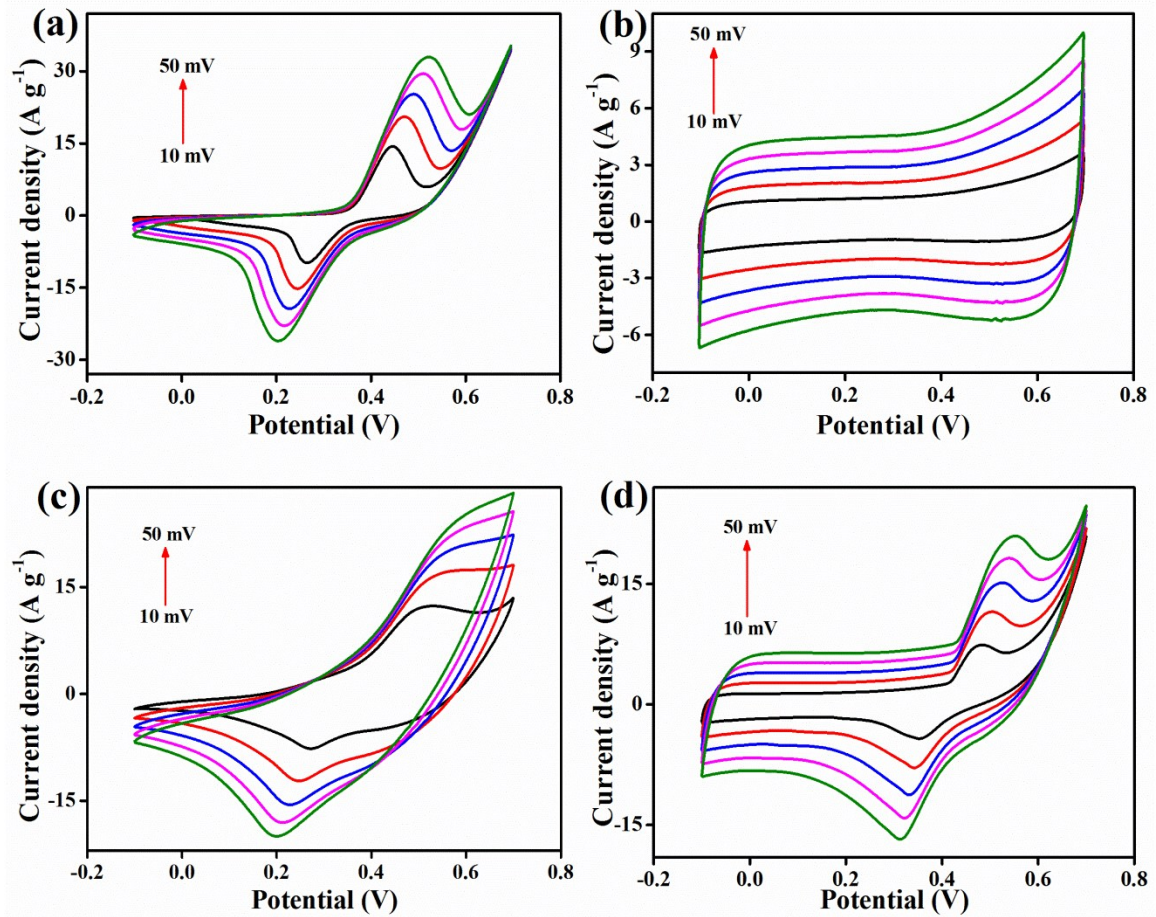 (a)
50 mV
10 mV
Current density (A g⁻¹)
30
15
0
-15
-30
-0.2 0.0 0.2 0.4 0.6 0.8
Potential (V)
(b)
50 mV
10 mV
Current density (A g⁻¹)
9
6
3
0
-3
-6
-0.2 0.0 0.2 0.4 0.6 0.8
Potential (V)
(c)
50 mV
10 mV
Current density (A g⁻¹)
15
0
-15
-0.2 0.0 0.2 0.4 0.6 0.8
Potential (V)
(d)
50 mV
10 mV
Current density (A g⁻¹)
15
0
-15
-0.2 0.0 0.2 0.4 0.6 0.8
Potential (V)